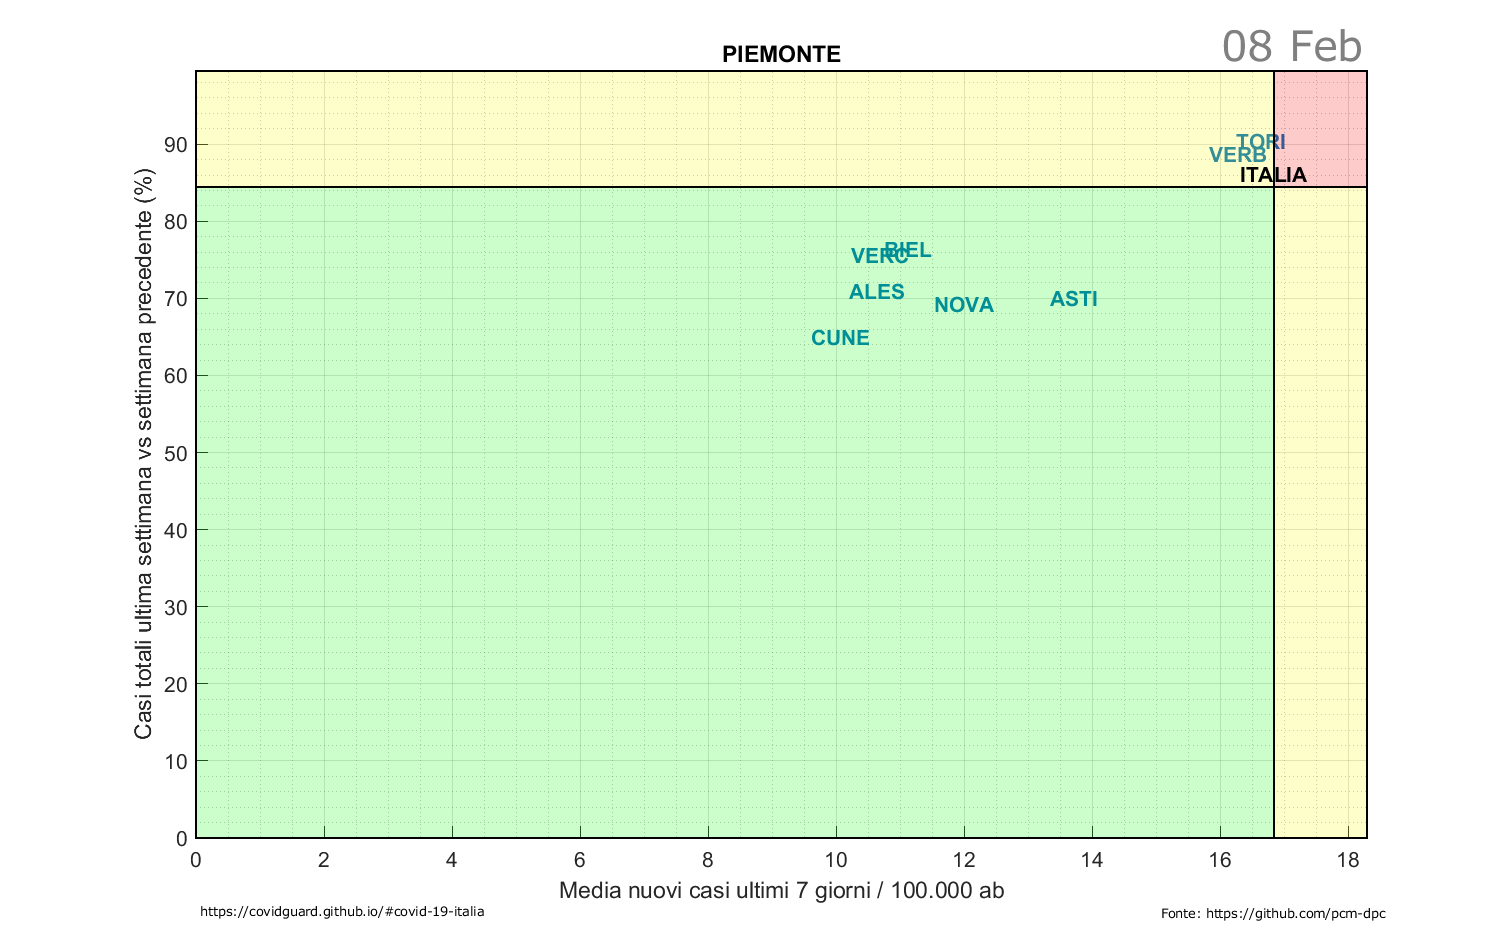 08 Feb
PIEMONTE
Casi totali ultima settimana vs settimana precedente (%)
90
80
70
60
50
40
30
20
10
0
TORI
VERB
ITALIA
BIEL
VERC
ALES
NOVA
ASTI
CUNE
0 2 4 6 8 10 12 14 16 18
Media nuovi casi ultimi 7 giorni / 100.000 ab
https://covidguard.github.io/#covid-19-italia
Fonte: https://github.com/pcm-dpc